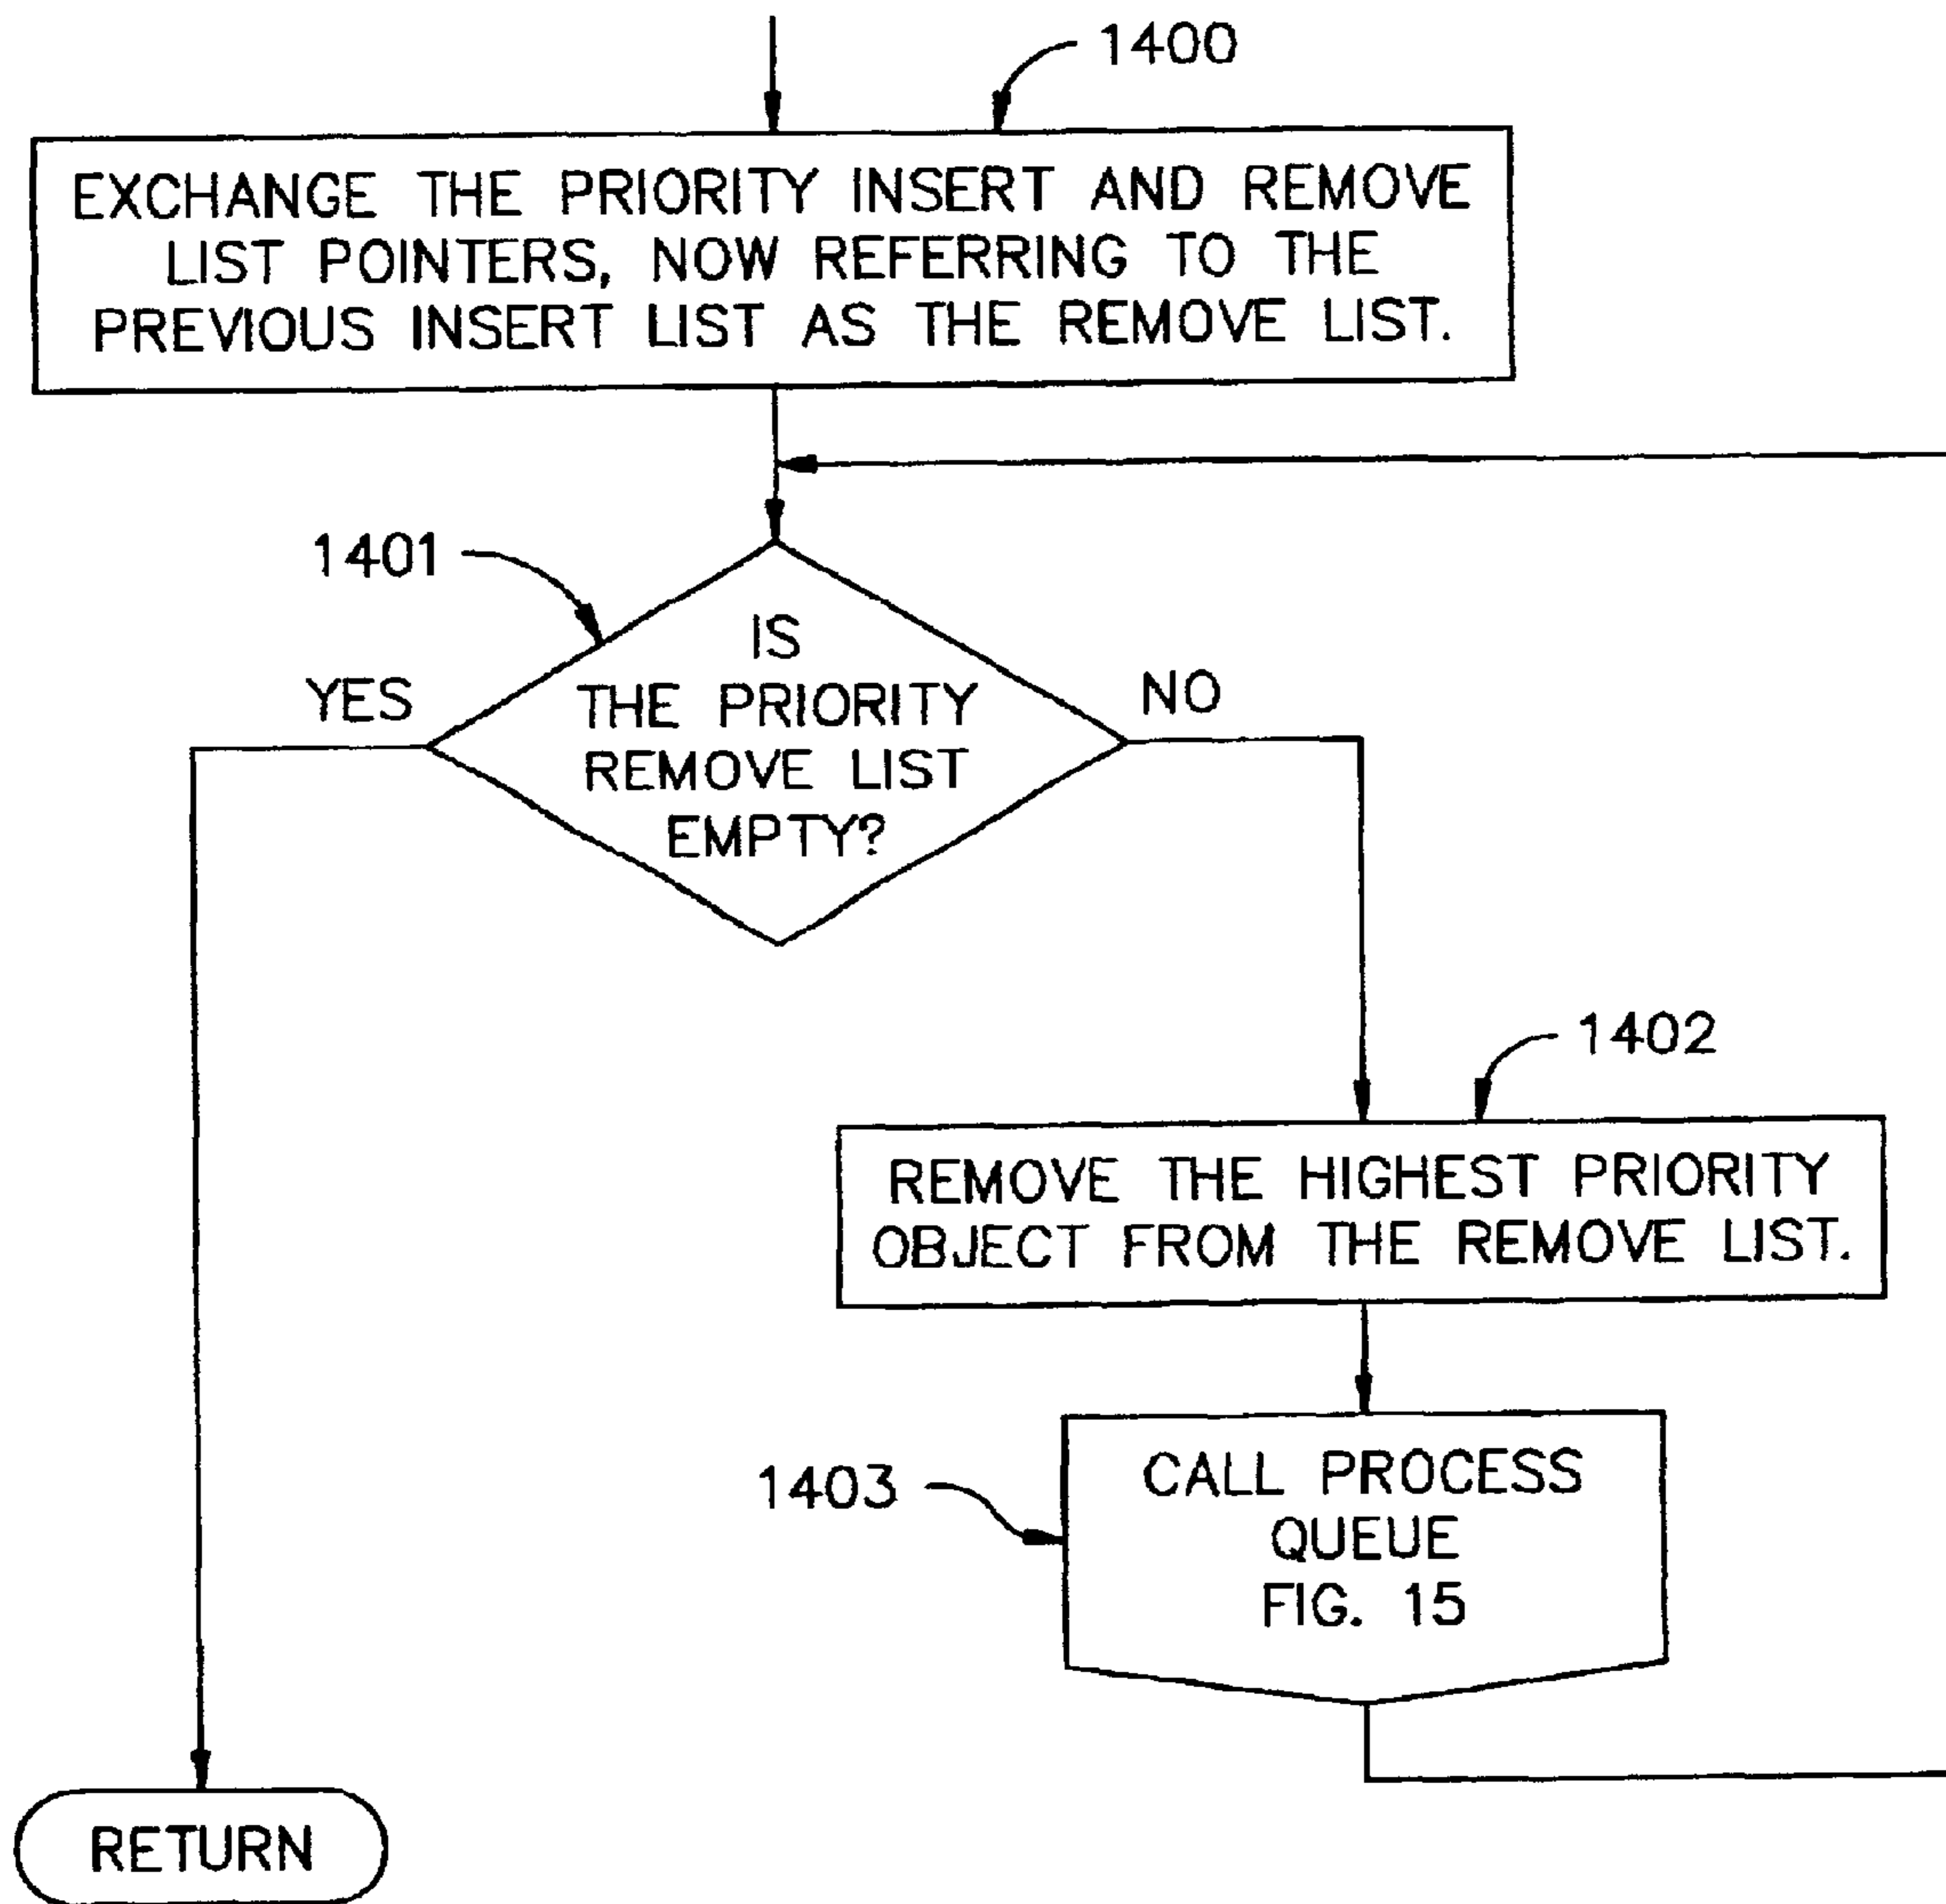 1400
EXCHANGE THE PRIORITY INSERT AND REMOVE
LIST POINTERS, NOW REFERRING TO THE
PREVIOUS INSERT LIST AS THE REMOVE LIST.
1401
IS
THE PRIORITY
REMOVE LIST
EMPTY?
YES
NO
1402
REMOVE THE HIGHEST PRIORITY
OBJECT FROM THE REMOVE LIST.
1403
CALL PROCESS
QUEUE
FIG. 15
RETURN